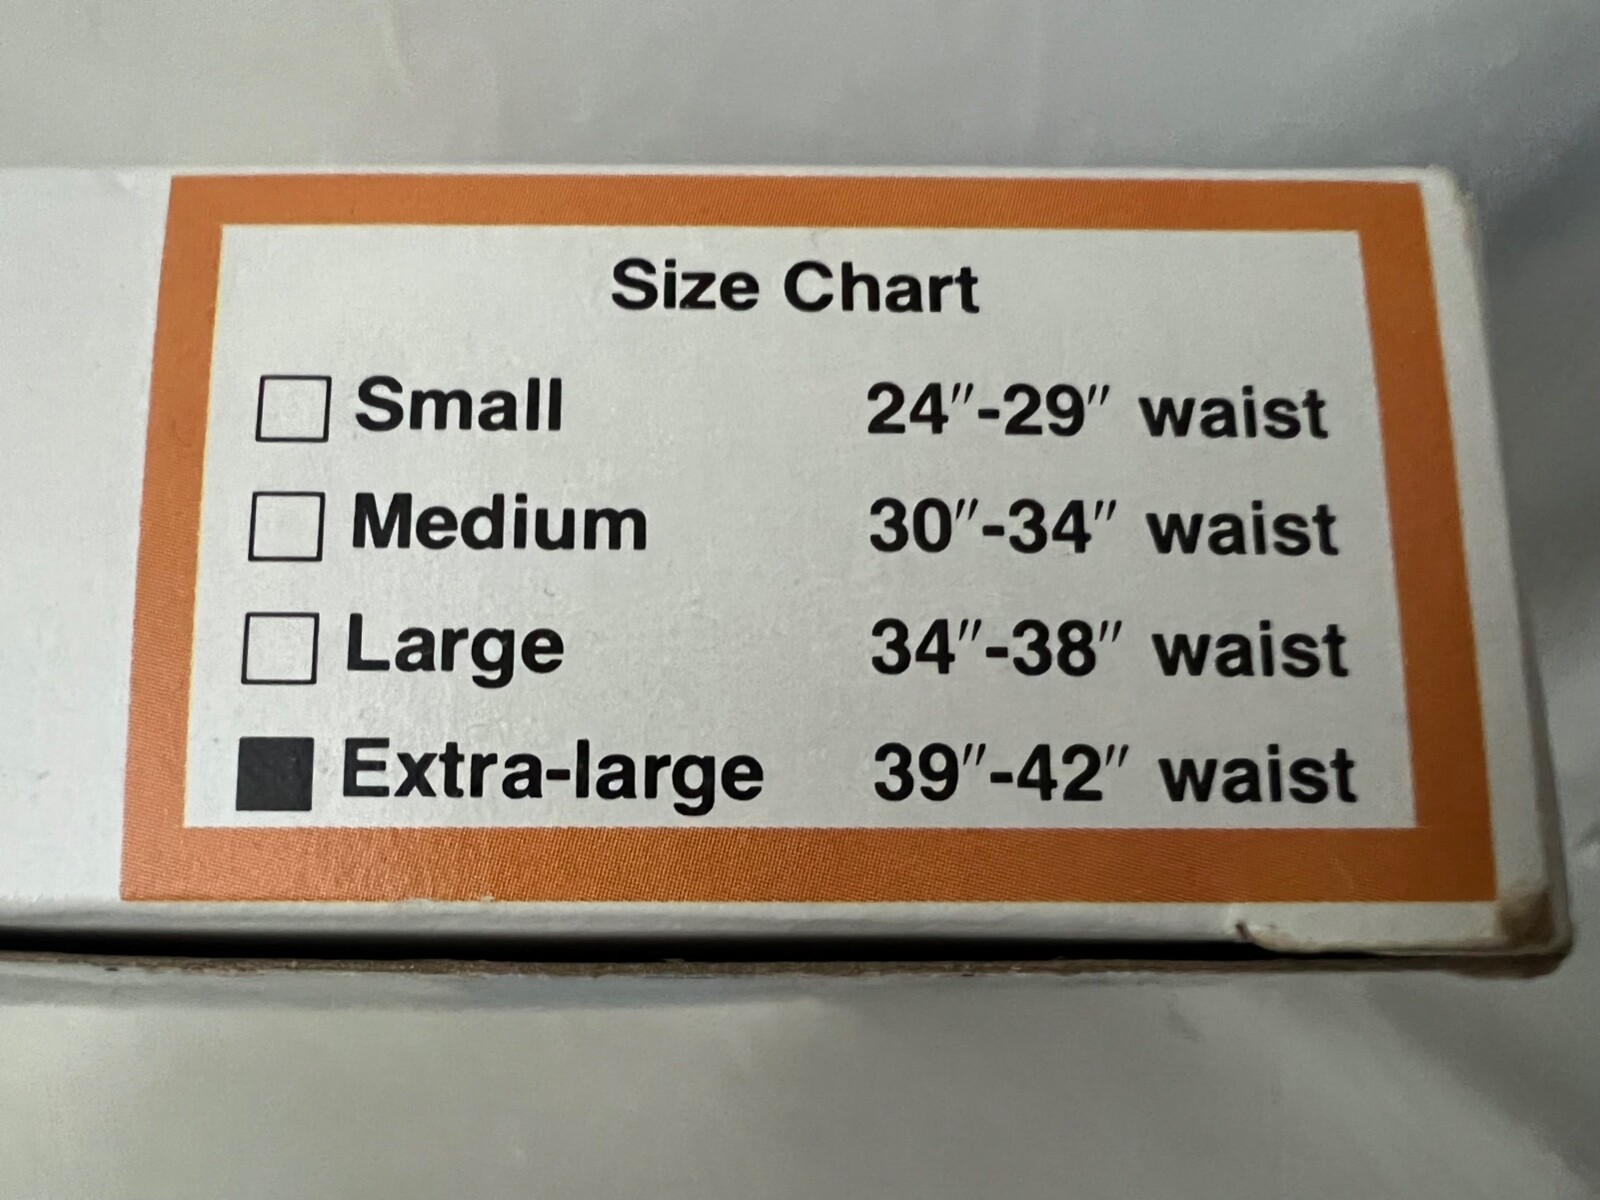 Size Chart
Small 24"-29" waist
Medium 30"-34" waist
Large 34"-38" waist
Extra-large 39"-42" waist